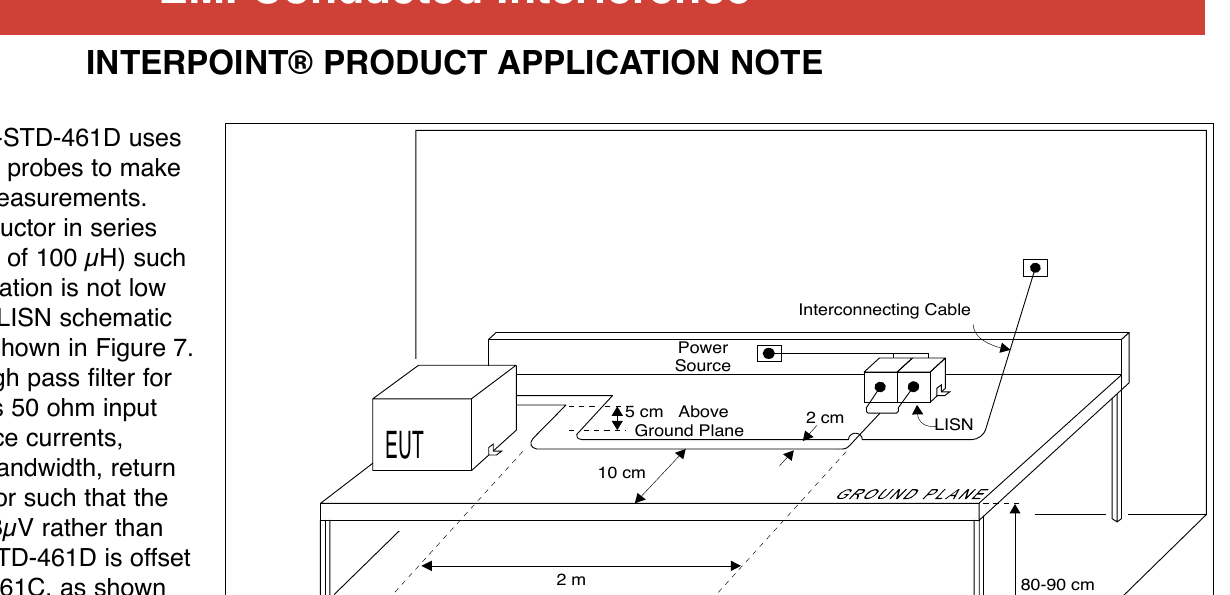 EMI Conducted Interference
INTERPOINT® PRODUCT APPLICATION NOTE
-STD-461D uses
probes to make
easurements.
uctor in series
of 100 µH) such
ation is not low
LISN schematic
hown in Figure 7.
gh pass filter for
s 50 ohm input
ce currents,
andwidth, return
or such that the
µV rather than
TD-461D is offset
61C, as shown
Interconnecting Cable
Power
Source
5 cm Above
Ground Plane
2 cm
LISN
EUT
10 cm
GROUND PLANE
2 m
80-90 cm